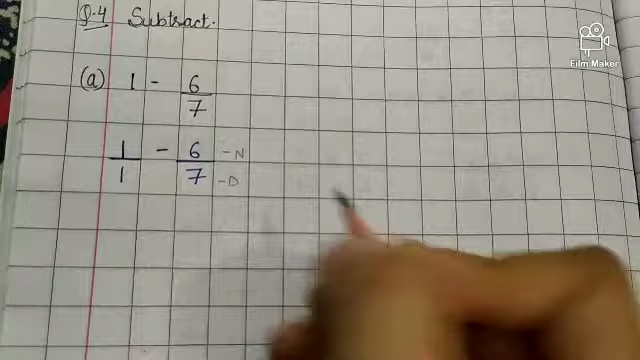 Q.4 Subtract.
Film Maker
(a) 1 - 6/7
1/1 - 6/7 -N -D